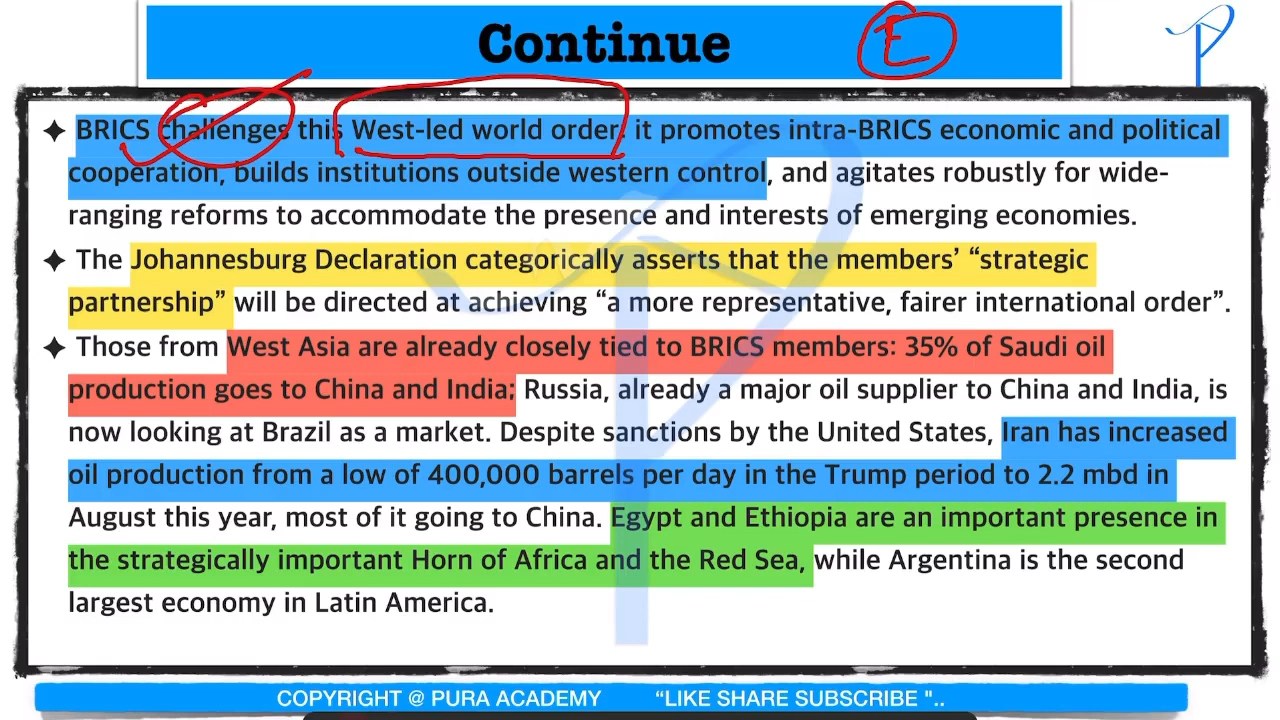 Continue
E
BRICS challenges this West-led world order: it promotes intra-BRICS economic and political
cooperation, builds institutions outside western control, and agitates robustly for wide-
ranging reforms to accommodate the presence and interests of emerging economies.
The Johannesburg Declaration categorically asserts that the members’ “strategic
partnership” will be directed at achieving “a more representative, fairer international order”.
Those from West Asia are already closely tied to BRICS members: 35% of Saudi oil
production goes to China and India; Russia, already a major oil supplier to China and India, is
now looking at Brazil as a market. Despite sanctions by the United States, Iran has increased
oil production from a low of 400,000 barrels per day in the Trump period to 2.2 mbd in
August this year, most of it going to China. Egypt and Ethiopia are an important presence in
the strategically important Horn of Africa and the Red Sea, while Argentina is the second
largest economy in Latin America.
COPYRIGHT @ PURA ACADEMY “LIKE SHARE SUBSCRIBE "..